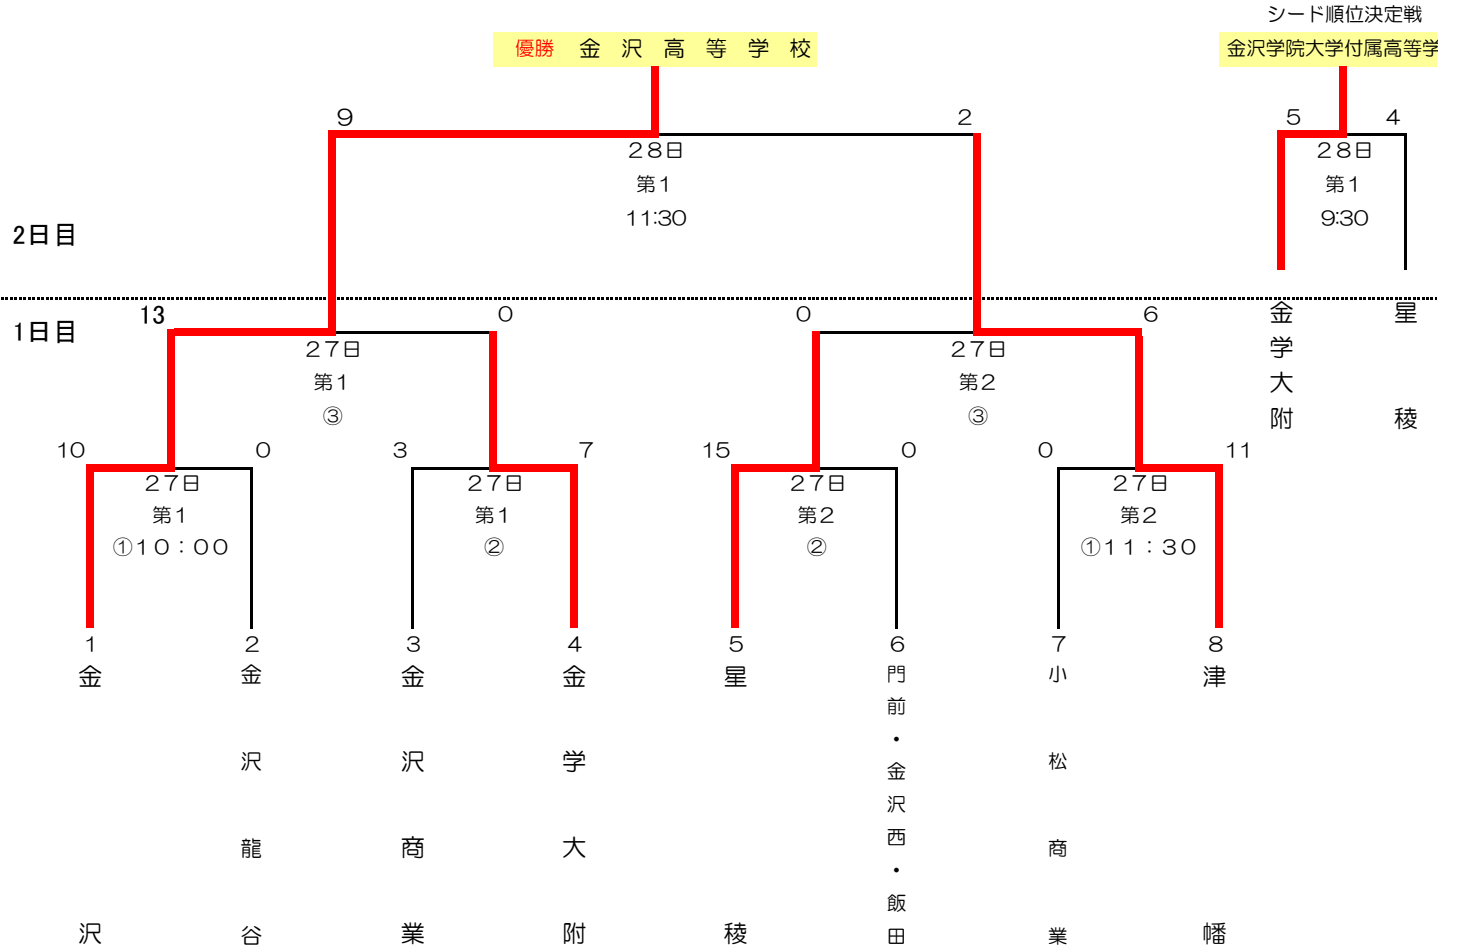 シード順位決定戦
優勝 金沢高等学校
金沢学院大学付属高等学
9
2
5
4
28日
第1
11:30
28日
第1
9:30
2日目
1日目
13
0
0
6
27日
第1
③
27日
第2
③
金学大附
星稜
10
0
3
7
15
0
0
11
27日
第1
①10：00
27日
第1
②
27日
第2
②
27日
第2
①11：30
1
2
3
4
5
6
7
8
金沢
金沢龍谷
金沢商業
金学大附
星稜
門前・金沢西・飯田
小松商業
津幡